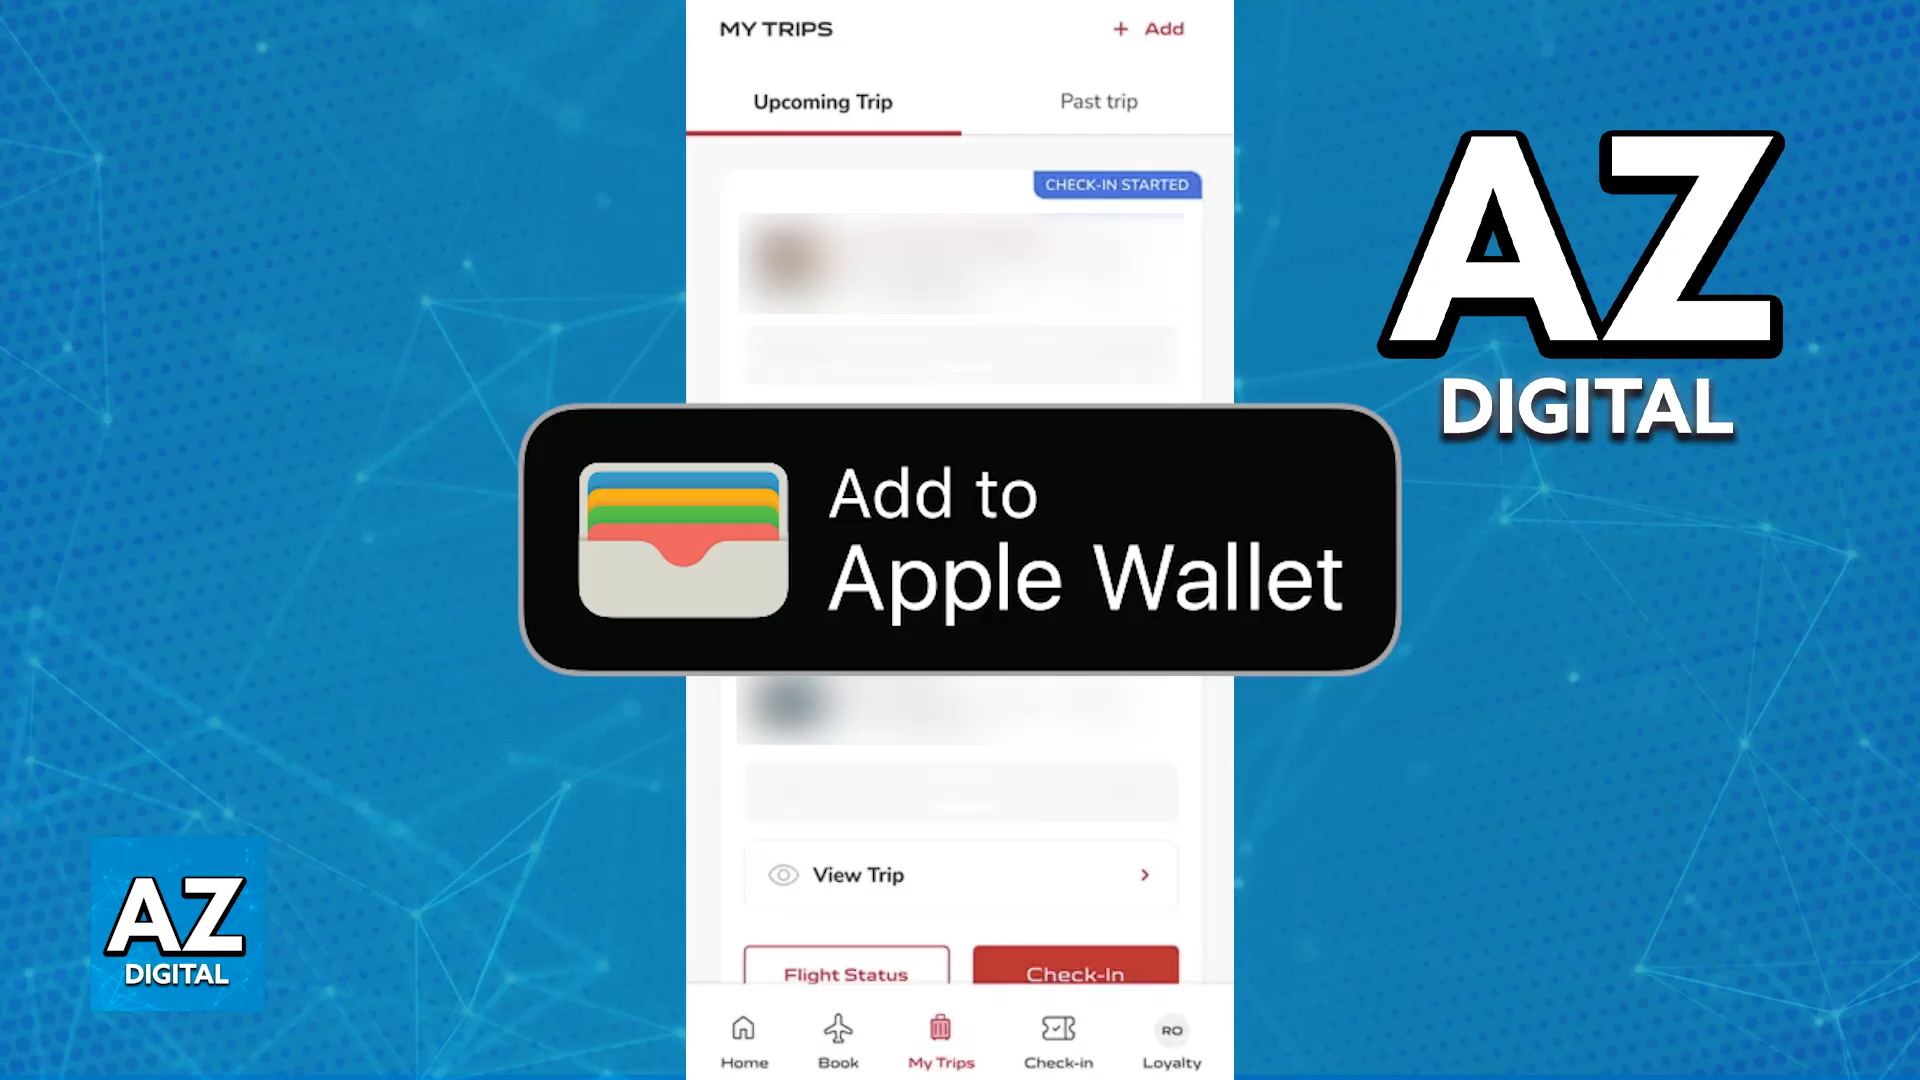 MY TRIPS
+ Add
Upcoming Trip
Past trip
CHECK-IN STARTED
AZ
DIGITAL
Add to
Apple Wallet
View Trip
Flight Status
Check-In
AZ
DIGITAL
RO
Home
Book
My Trips
Check-in
Loyalty